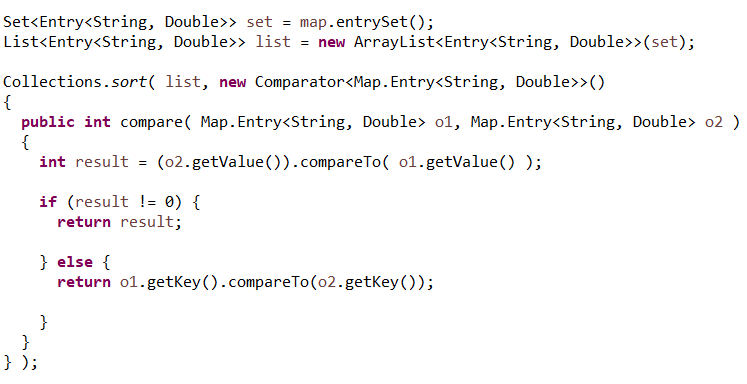 Set<Entry<String, Double>> set = map.entrySet();
List<Entry<String, Double>> list = new ArrayList<Entry<String, Double>>(set);
Collections.sort( list, new Comparator<Map.Entry<String, Double>>()
{
public int compare( Map.Entry<String, Double> o1, Map.Entry<String, Double> o2 )
{
int result = (o2.getValue()).compareTo( o1.getValue() );
if (result != 0) {
return result;
} else {
return o1.getKey().compareTo(o2.getKey());
}
}
} );